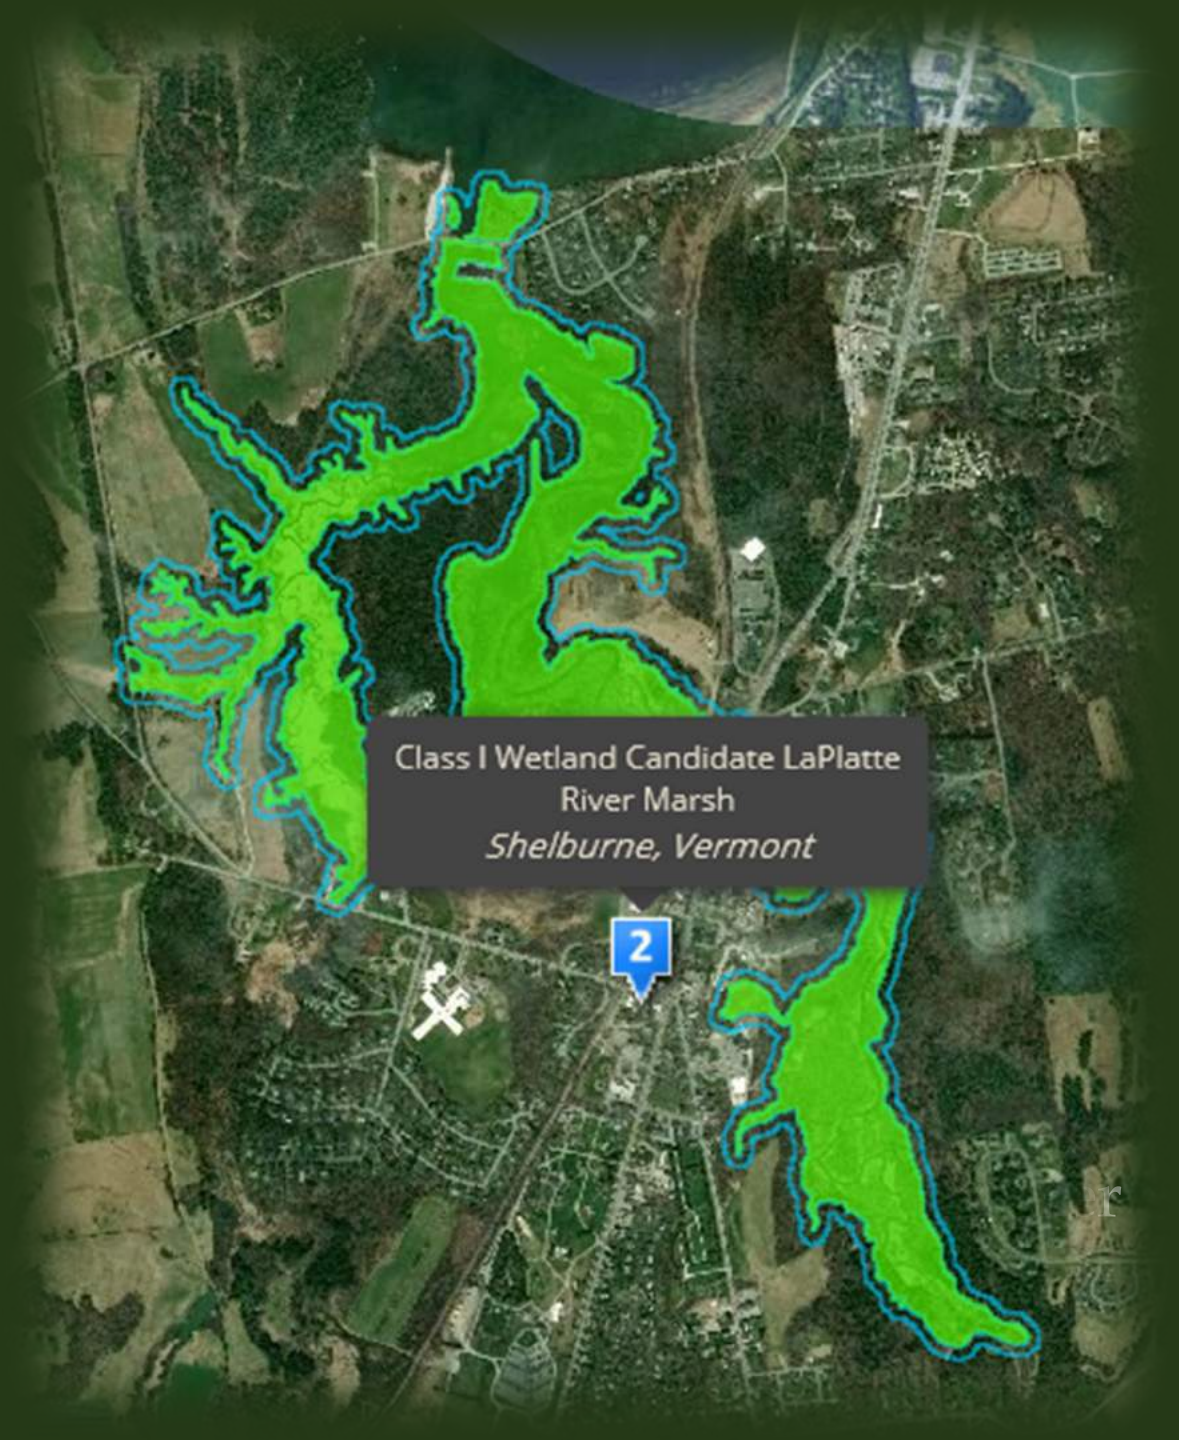 Class I Wetland Candidate LaPlatte
River Marsh
Shelburne, Vermont
2
r